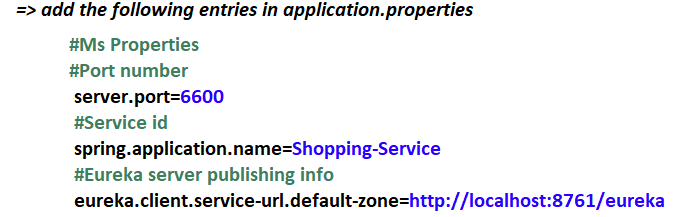 => add the following entries in application.properties
#Ms Properties
#Port number
server.port=6600
#Service id
spring.application.name=Shopping-Service
#Eureka server publishing info
eureka.client.service-url.default-zone=http://localhost:8761/eureka